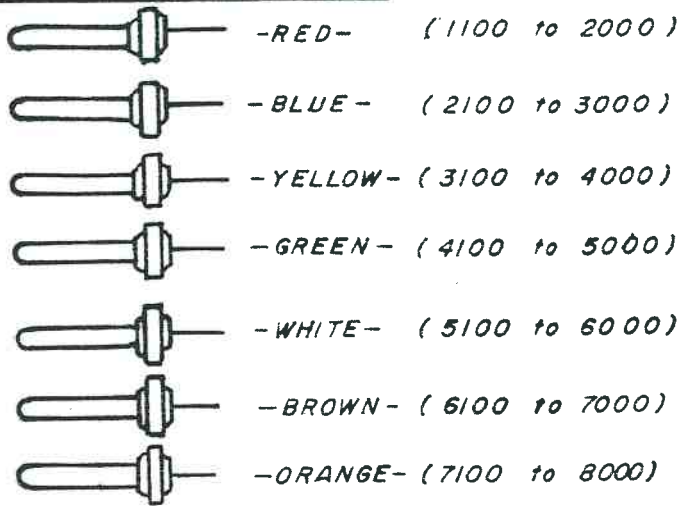 -RED- (1100 to 2000)
-BLUE- (2100 to 3000)
-YELLOW- (3100 to 4000)
-GREEN- (4100 to 5000)
-WHITE- (5100 to 6000)
-BROWN- (6100 to 7000)
-ORANGE- (7100 to 8000)